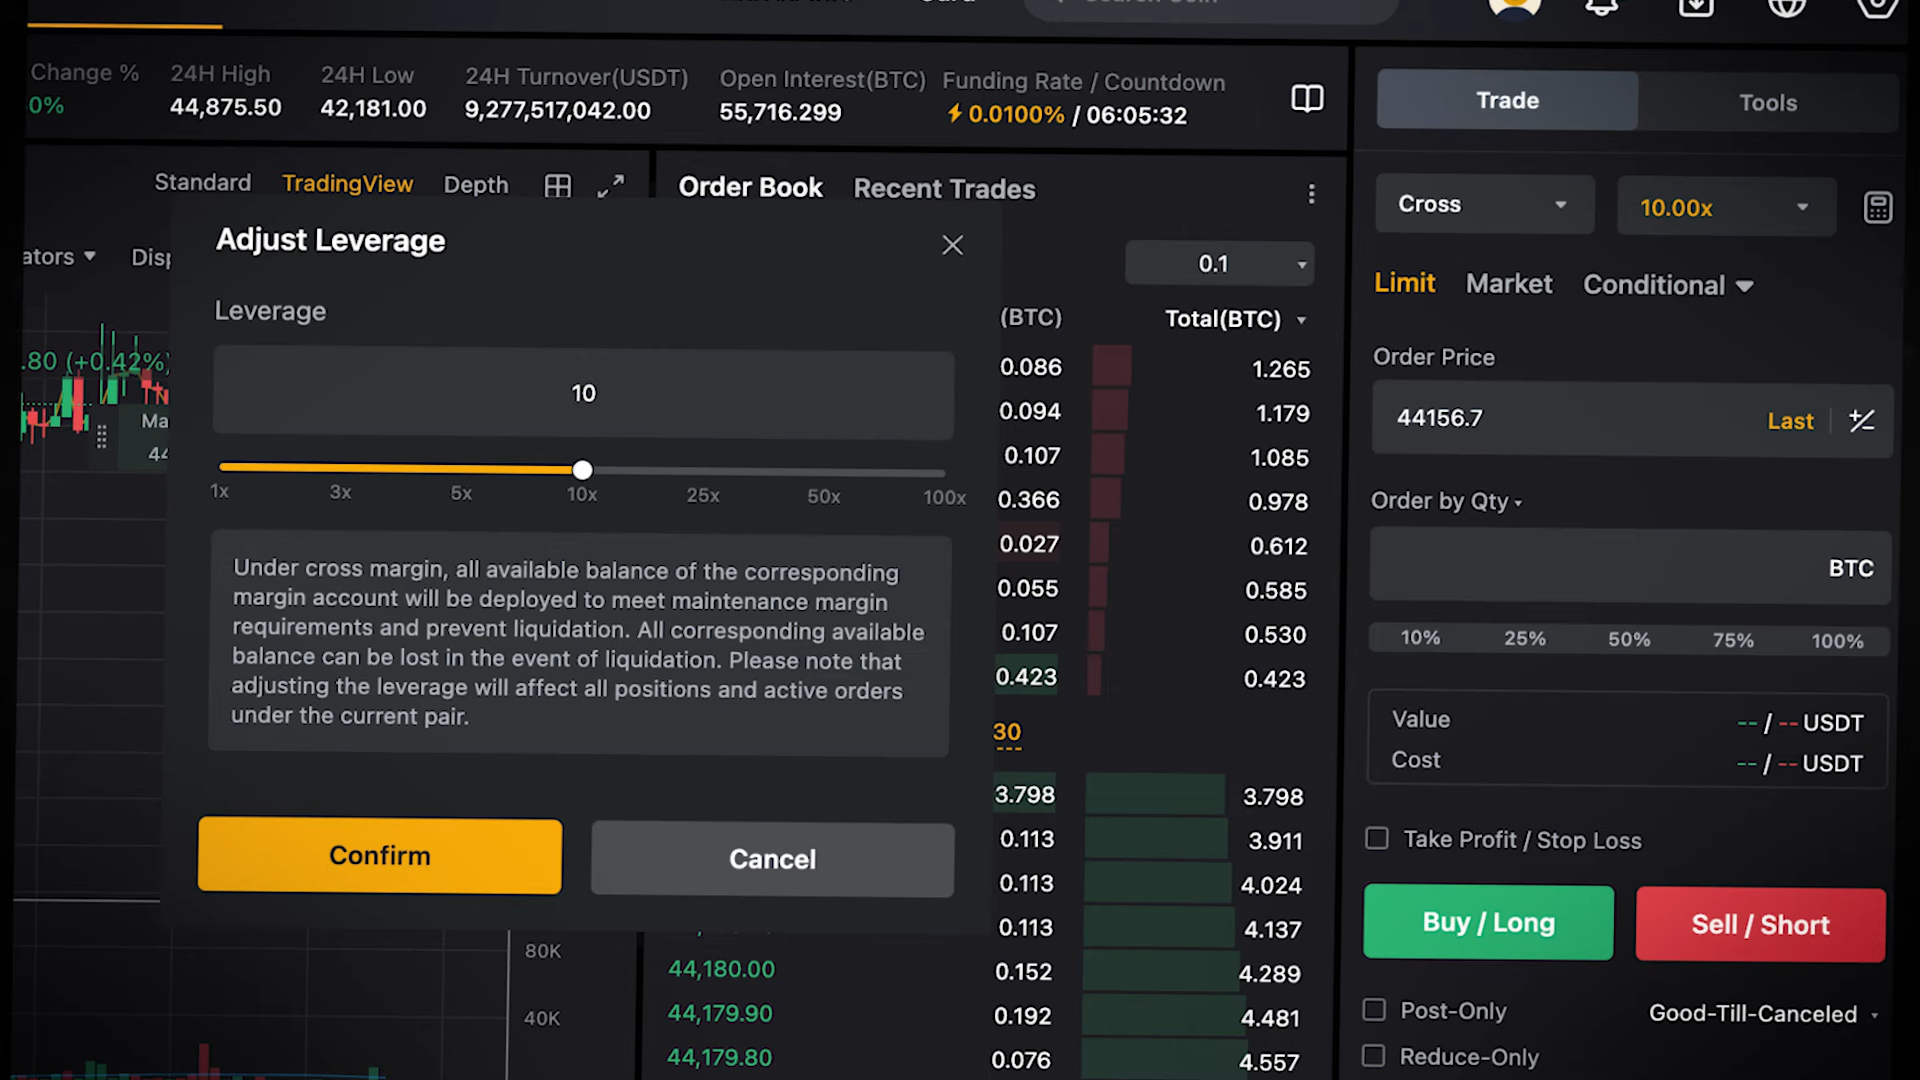 Change %
0%
24H High
44,875.50
24H Low
42,181.00
24H Turnover(USDT)
9,277,517,042.00
Open Interest(BTC)
55,716.299
Funding Rate / Countdown
0.0100% / 06:05:32
Trade
Tools
Standard
TradingView
Depth
Order Book
Recent Trades
Cross
10.00x
Adjust Leverage
0.1
Limit
Market
Conditional
Leverage
10
1x 3x 5x 10x 25x 50x 100x
.80 (+0.42%)
Ma
44
Under cross margin, all available balance of the corresponding
margin account will be deployed to meet maintenance margin
requirements and prevent liquidation. All corresponding available
balance can be lost in the event of liquidation. Please note that
adjusting the leverage will affect all positions and active orders
under the current pair.
Confirm
Cancel
80K
40K
(BTC) Total(BTC)
0.086 1.265
0.094 1.179
0.107 1.085
0.366 0.978
0.027 0.612
0.055 0.585
0.107 0.530
0.423 0.423
30
3.798 3.798
0.113 3.911
0.113 4.024
0.113 4.137
44,180.00 0.152 4.289
44,179.90 0.192 4.481
44,179.80 0.076 4.557
Order Price
44156.7 Last
Order by Qty
BTC
10% 25% 50% 75% 100%
Value -- / -- USDT
Cost -- / -- USDT
Take Profit / Stop Loss
Buy / Long
Sell / Short
Post-Only
Good-Till-Canceled
Reduce-Only